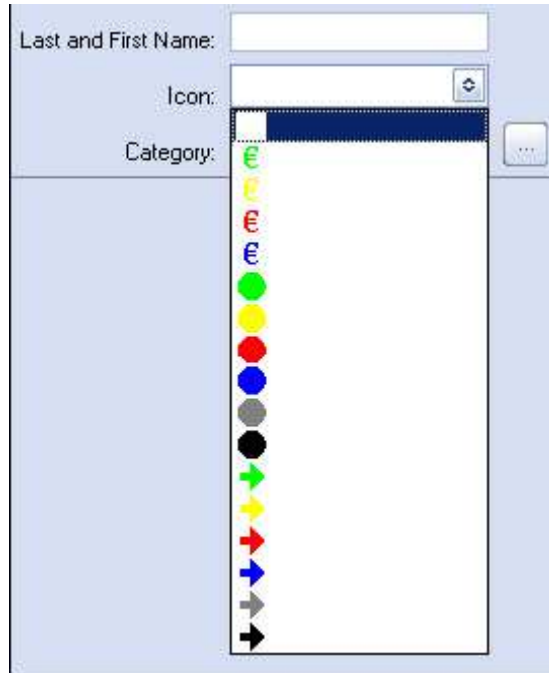 Last and First Name:
Icon:
Category:
...
€
€
€
€